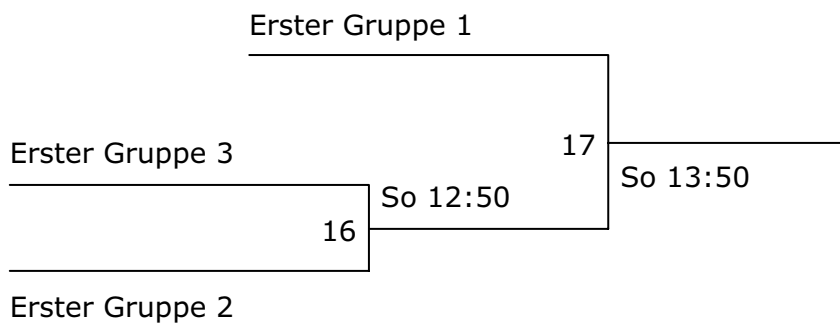 Erster Gruppe 1
17
Erster Gruppe 3
So 13:50
So 12:50
16
Erster Gruppe 2